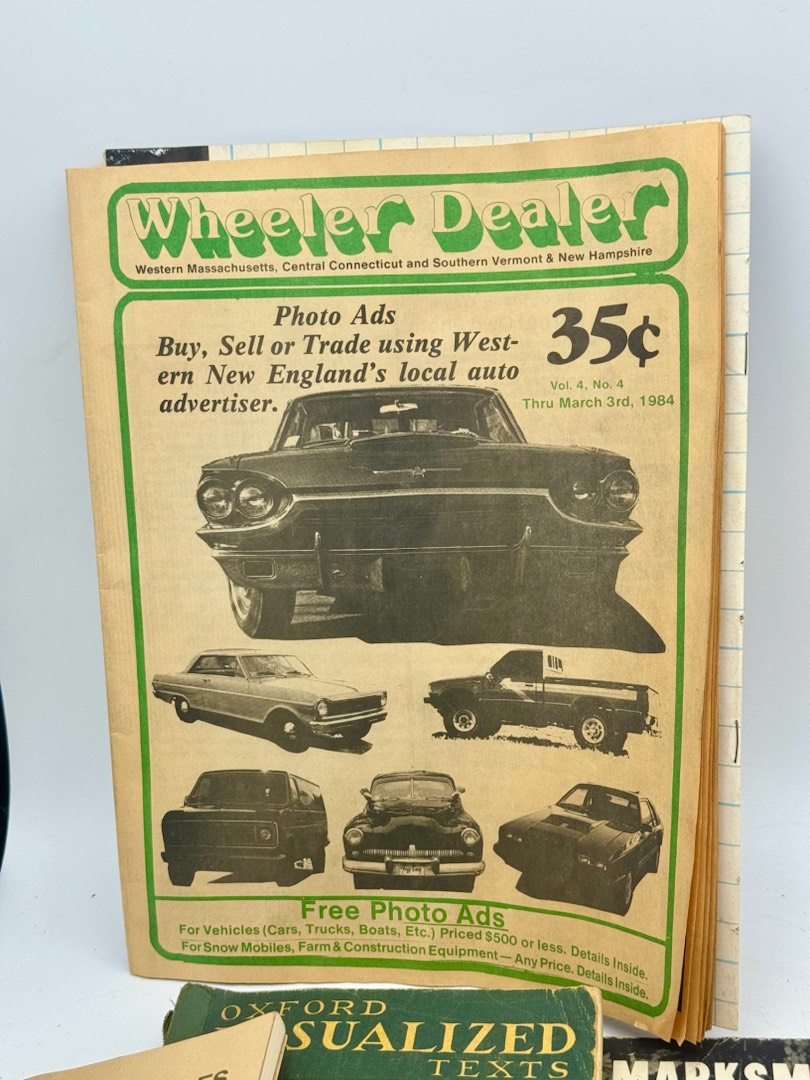 Wheeler Dealer
Western Massachusetts, Central Connecticut and Southern Vermont & New Hampshire
Photo Ads
Buy, Sell or Trade using West-
ern New England's local auto
advertiser.
35¢
Vol. 4, No. 4
Thru March 3rd, 1984
Free Photo Ads
For Vehicles (Cars, Trucks, Boats, Etc.) Priced $500 or less. Details Inside.
For Snow Mobiles, Farm & Construction Equipment — Any Price. Details Inside.
OXFORD
SUALIZED
TEXTS
MARKSM